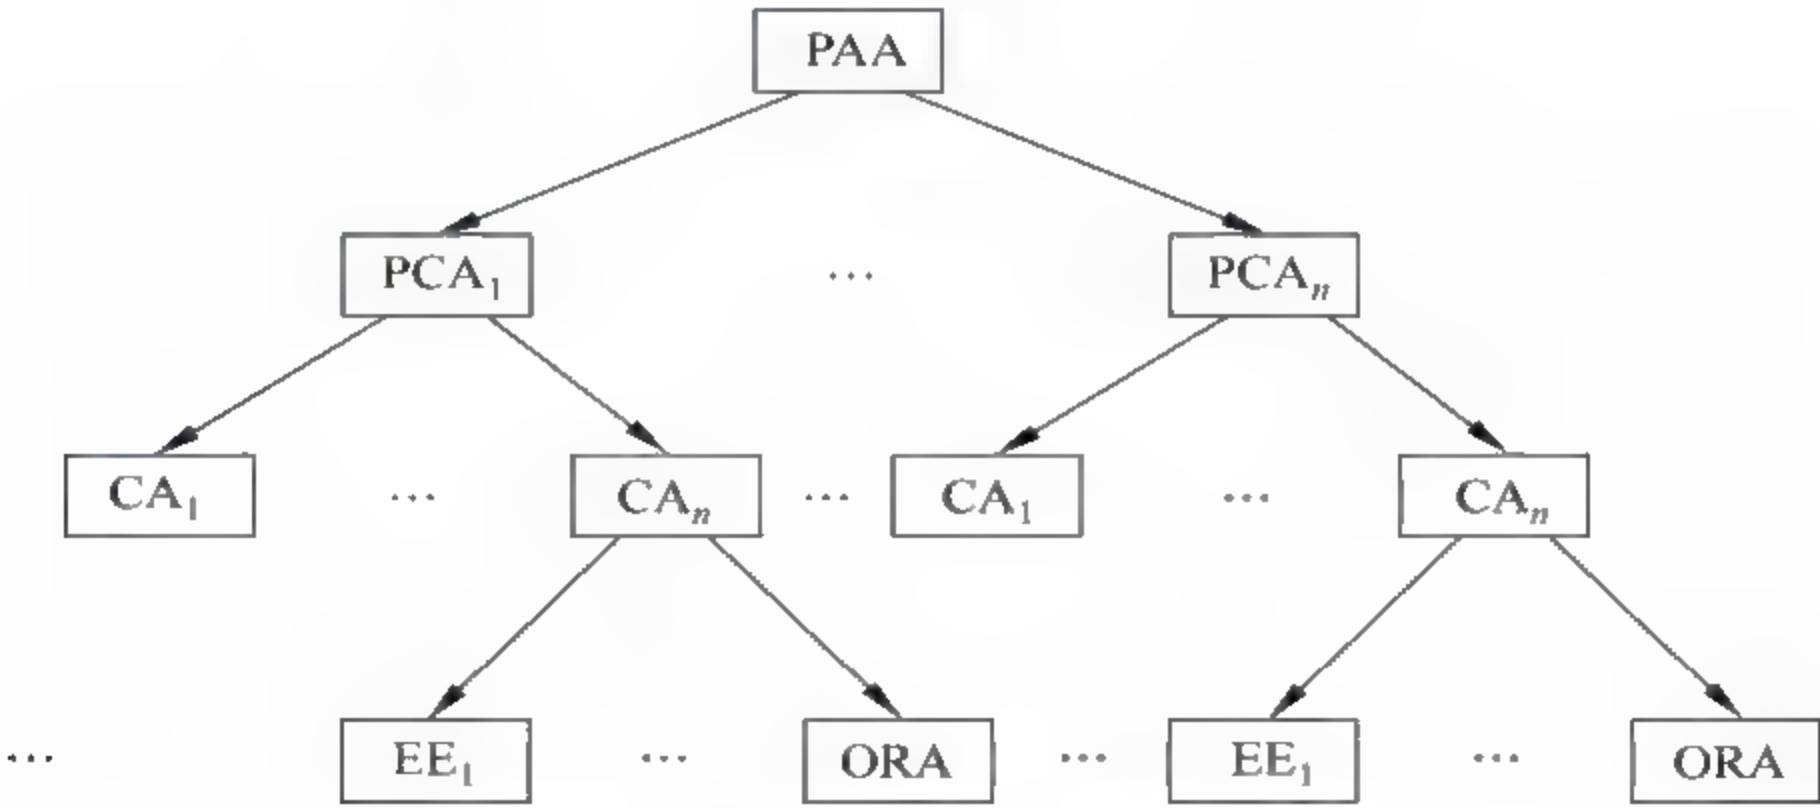 PAA
PCA₁ ... PCAₙ
CA₁ ... CAₙ ... CA₁ ... CAₙ
... EE₁ ... ORA ... EE₁ ... ORA